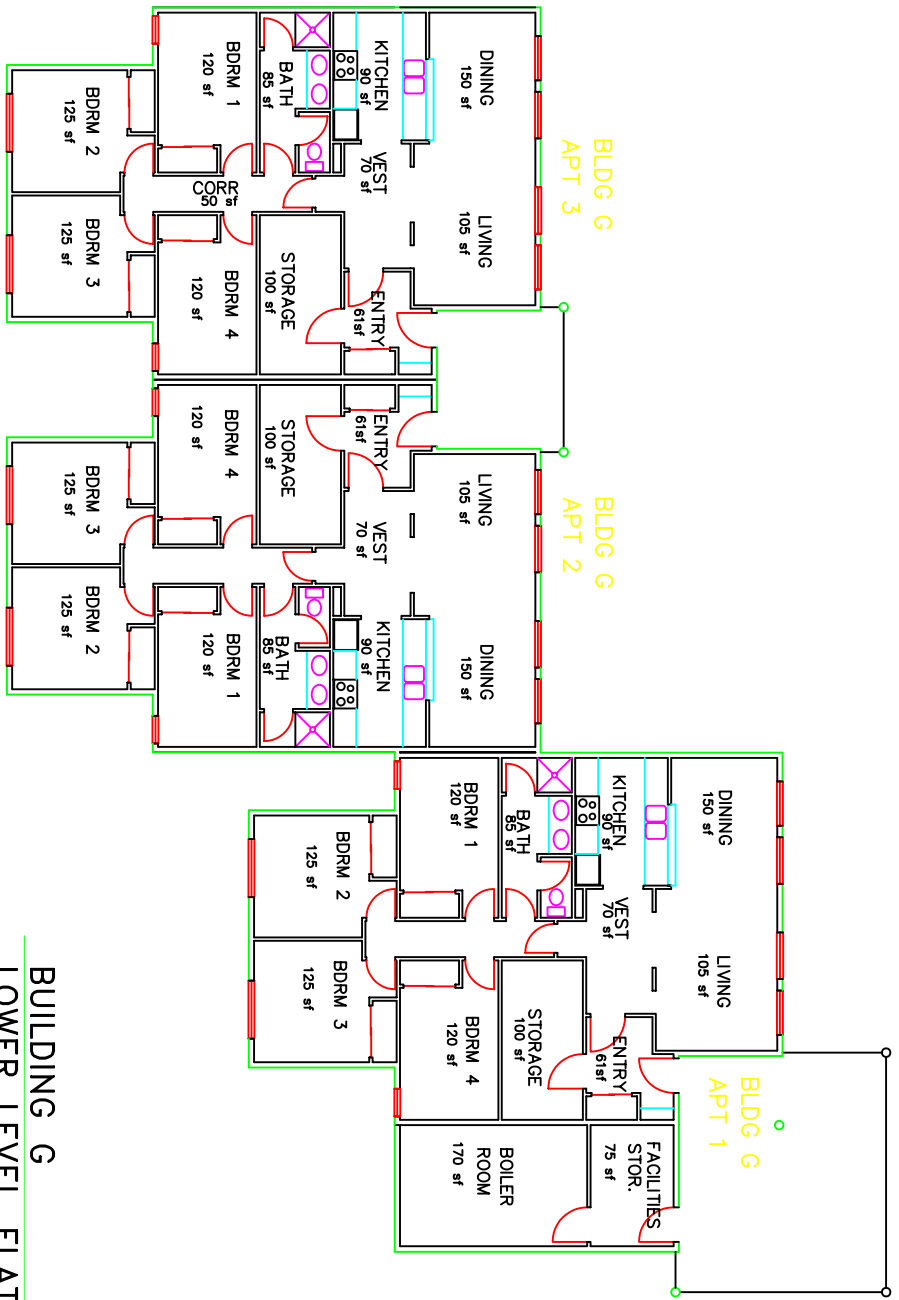 BLDG G
APT 3
DINING
150 sf
LIVING
105 sf
KITCHEN
90 sf
VEST
70 sf
ENTRY
61sf
BATH
85 sf
STORAGE
100 sf
CORR
50 sf
BDRM 1
120 sf
BDRM 4
120 sf
BDRM 2
125 sf
BDRM 3
125 sf
BLDG G
APT 2
LIVING
105 sf
DINING
150 sf
ENTRY
61sf
VEST
70 sf
KITCHEN
90 sf
STORAGE
100 sf
BATH
85 sf
BDRM 4
120 sf
BDRM 1
120 sf
BDRM 3
125 sf
BDRM 2
125 sf
BLDG G
APT 1
DINING
150 sf
LIVING
105 sf
KITCHEN
90 sf
VEST
70 sf
ENTRY
61sf
FACILITIES
STOR.
75 sf
BATH
85 sf
STORAGE
100 sf
BOILER
ROOM
170 sf
BDRM 1
120 sf
BDRM 4
120 sf
BDRM 2
125 sf
BDRM 3
125 sf
BUILDING G
LOWER LEVEL FLAT